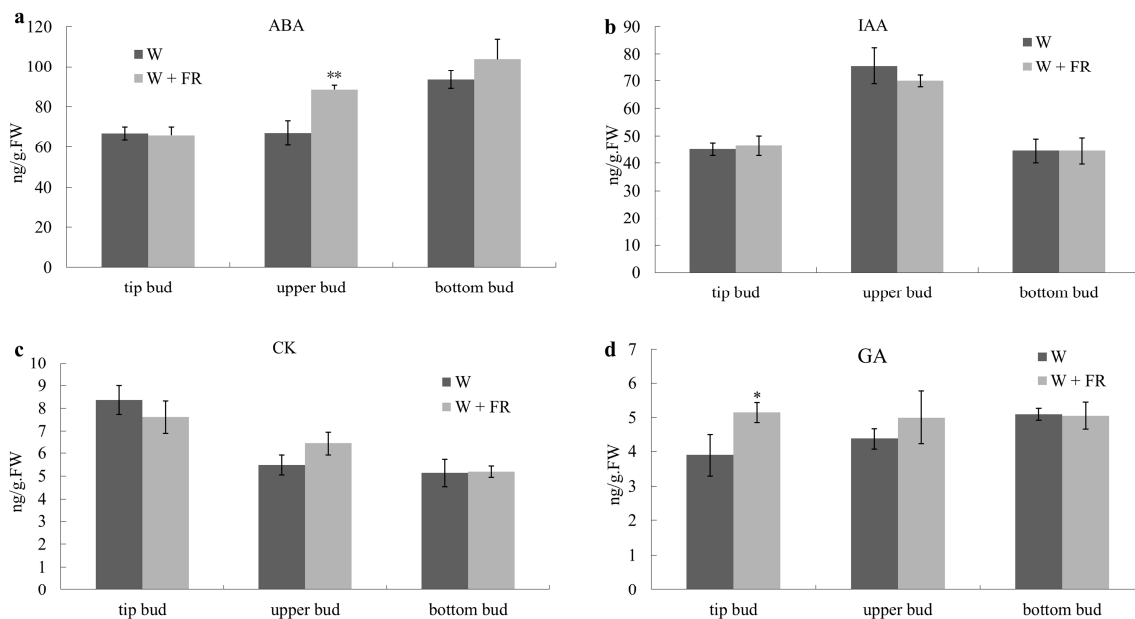 a
ABA
120
100
80
60
40
20
0
ng/g.FW
W
W + FR
**
tip bud
upper bud
bottom bud
b
IAA
90
80
70
60
50
40
30
20
10
0
ng/g.FW
W
W + FR
tip bud
upper bud
bottom bud
c
CK
10
9
8
7
6
5
4
3
2
1
0
ng/g.FW
W
W + FR
tip bud
upper bud
bottom bud
d
GA
7
6
5
4
3
2
1
0
ng/g.FW
W
W + FR
*
tip bud
upper bud
bottom bud